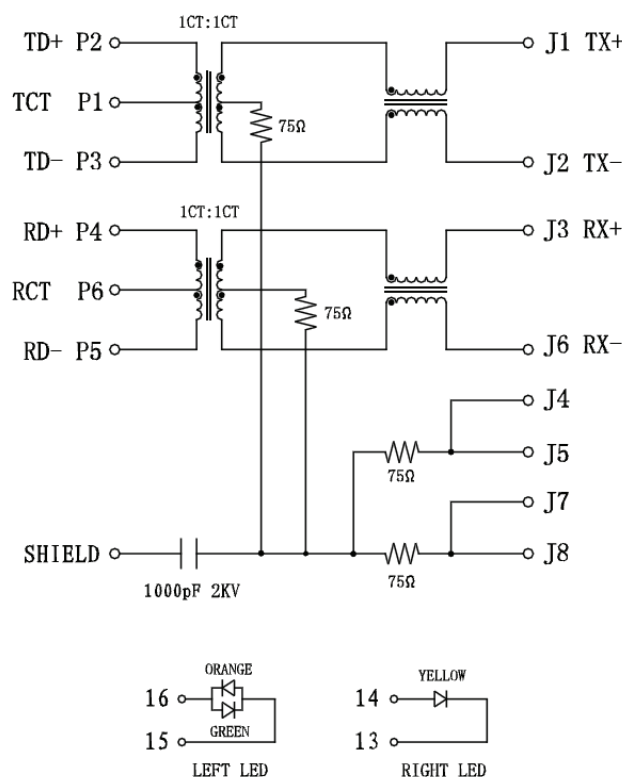 1CT:1CT
TD+ P2
J1 TX+
TCT P1
75Ω
TD- P3
J2 TX-
1CT:1CT
RD+ P4
J3 RX+
RCT P6
75Ω
RD- P5
J6 RX-
J4
J5
75Ω
J7
SHIELD
J8
1000pF 2KV
75Ω
ORANGE
YELLOW
16
14
GREEN
15
13
LEFT LED
RIGHT LED